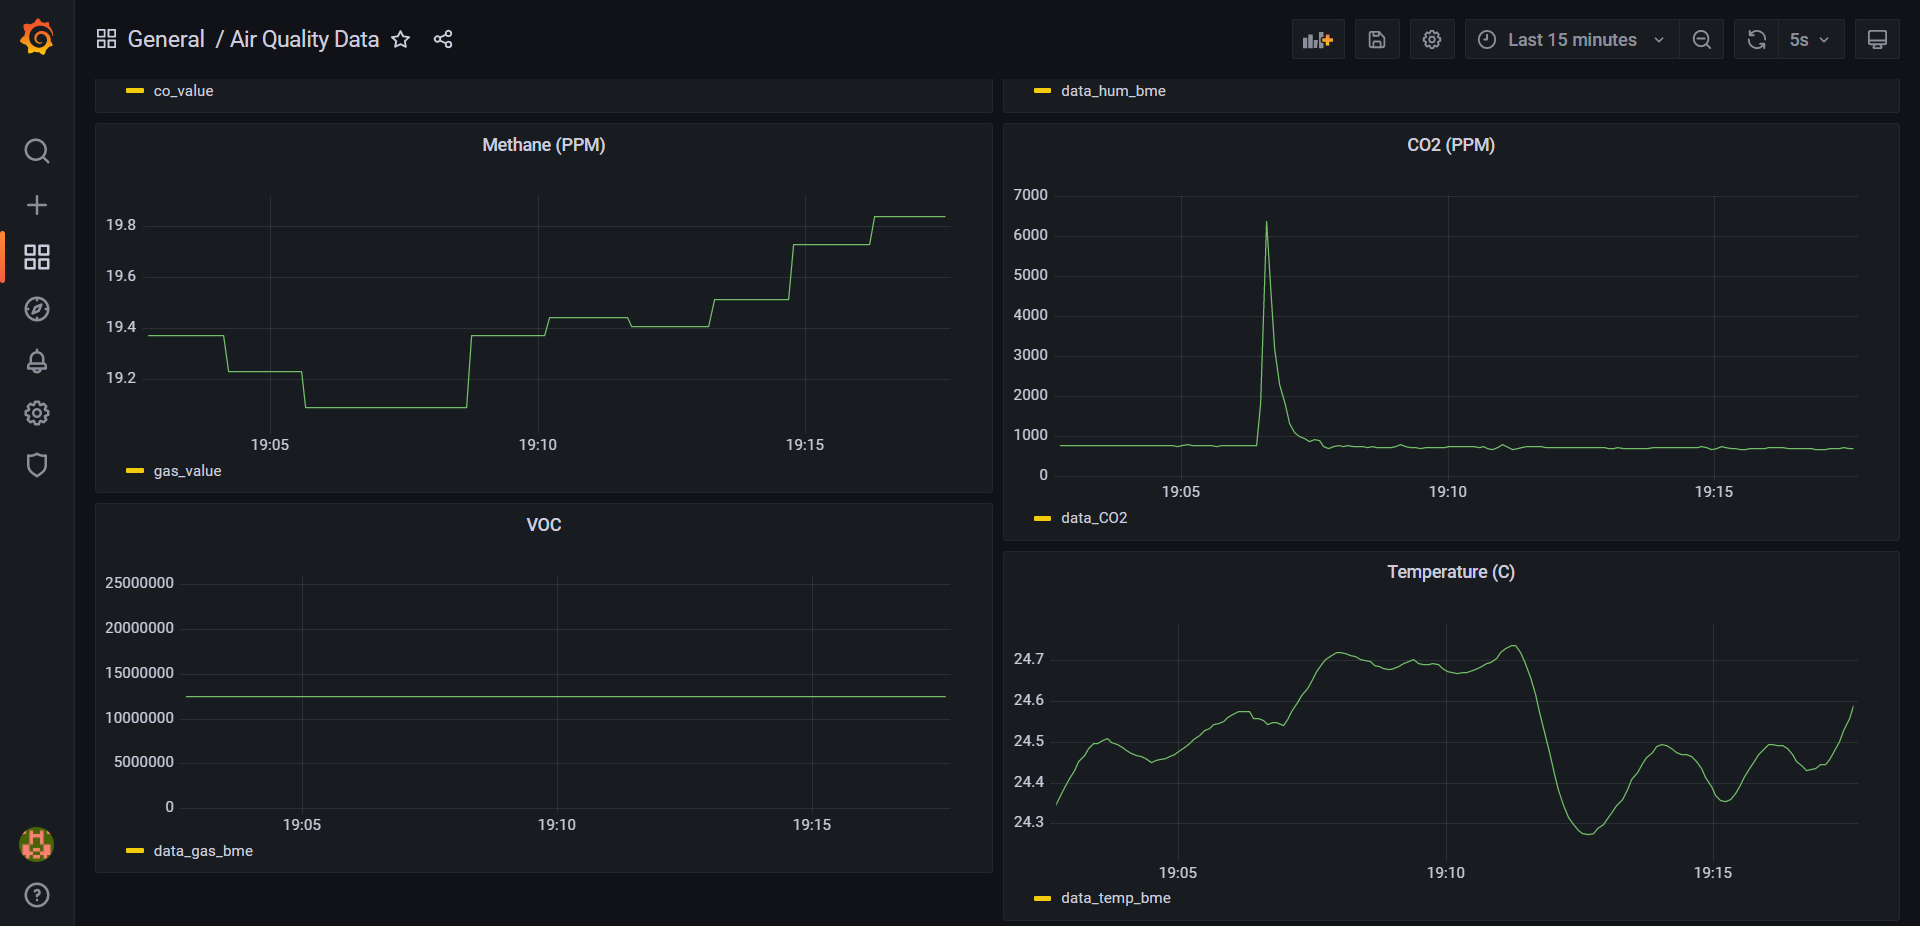 General / Air Quality Data
Last 15 minutes
5s
co_value
data_hum_bme
Methane (PPM)
19.8
19.6
19.4
19.2
19:05 19:10 19:15
gas_value
CO2 (PPM)
7000
6000
5000
4000
3000
2000
1000
0
19:05 19:10 19:15
data_CO2
VOC
25000000
20000000
15000000
10000000
5000000
0
19:05 19:10 19:15
data_gas_bme
Temperature (C)
24.7
24.6
24.5
24.4
24.3
19:05 19:10 19:15
data_temp_bme